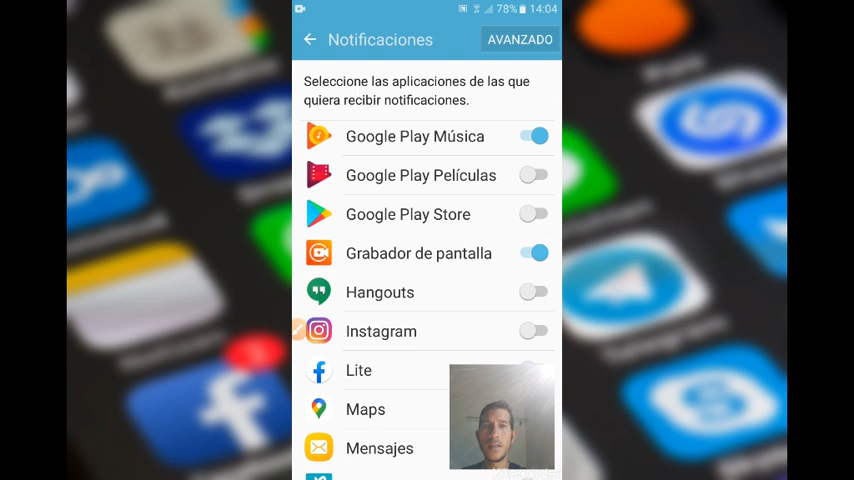 78% 14:04
Notificaciones
AVANZADO
Seleccione las aplicaciones de las que
quiera recibir notificaciones.
Google Play Música
Google Play Películas
Google Play Store
Grabador de pantalla
Hangouts
Instagram
Lite
Maps
Mensajes